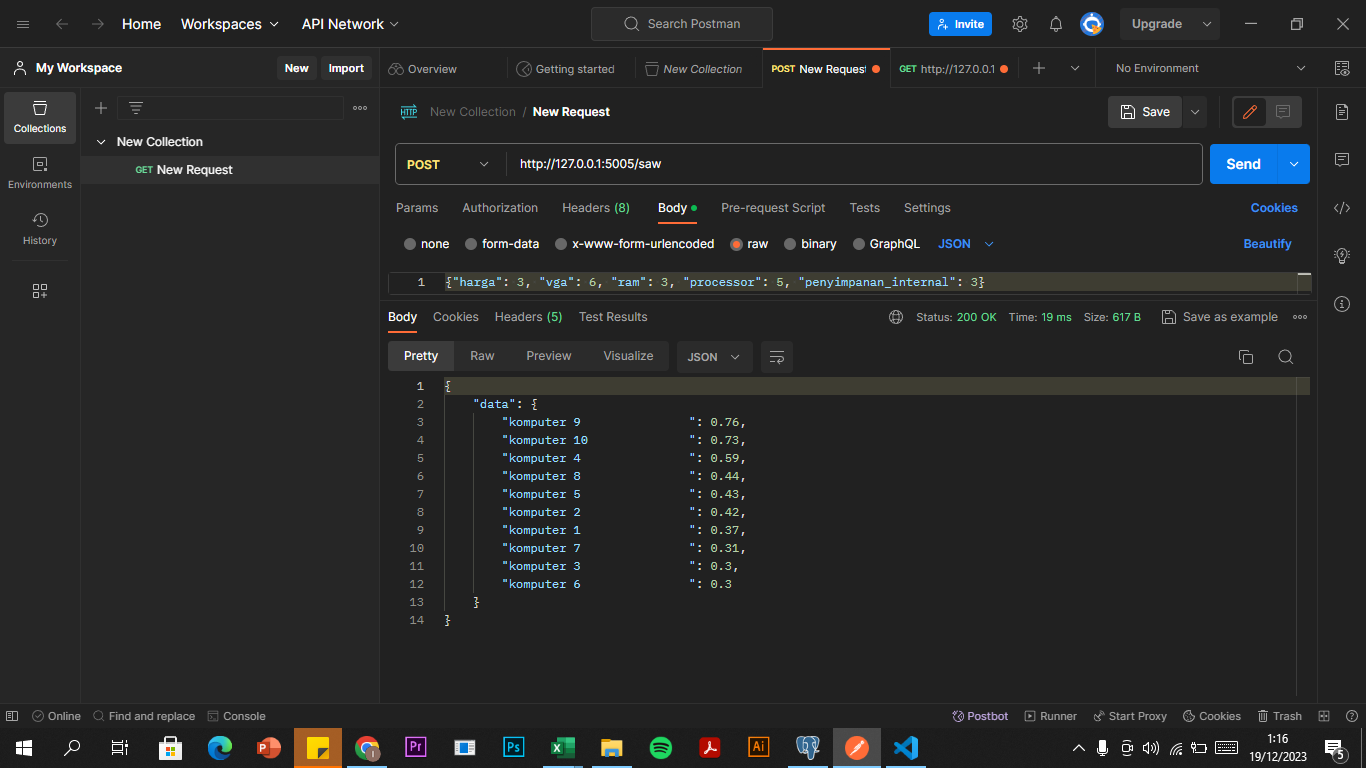 Home Workspaces API Network Search Postman Invite Upgrade
My Workspace New Import Overview Getting started New Collection POST New Request GET http://127.0.0.1 No Environment
Collections
Environments
History
New Collection
GET New Request
HTTP New Collection / New Request Save
POST http://127.0.0.1:5005/saw Send
Params Authorization Headers (8) Body Pre-request Script Tests Settings Cookies
none form-data x-www-form-urlencoded raw binary GraphQL JSON Beautify
1 {"harga": 3, "vga": 6, "ram": 3, "processor": 5, "penyimpanan_internal": 3}
Body Cookies Headers (5) Test Results Status: 200 OK Time: 19 ms Size: 617 B Save as example
Pretty Raw Preview Visualize JSON
1 {
2 "data": {
3 "komputer 9               ": 0.76,
4 "komputer 10              ": 0.73,
5 "komputer 4               ": 0.59,
6 "komputer 8               ": 0.44,
7 "komputer 5               ": 0.43,
8 "komputer 2               ": 0.42,
9 "komputer 1               ": 0.37,
10 "komputer 7               ": 0.31,
11 "komputer 3               ": 0.3,
12 "komputer 6               ": 0.3
13 }
14 }
Online Find and replace Console Postbot Runner Start Proxy Cookies Trash
Pr Ps Ai
1:16
19/12/2023
5